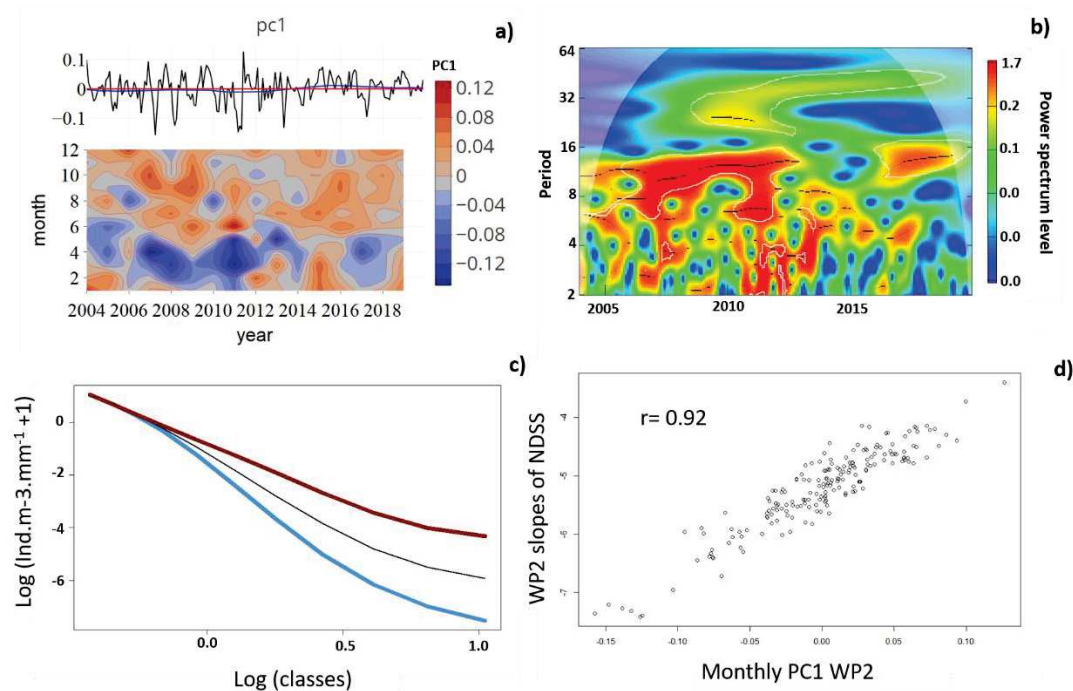 pc1
a)
0.1
0
−0.1
PC1
0.12
0.08
0.04
0
−0.04
−0.08
−0.12
12
10
8
6
4
2
month
2004 2006 2008 2010 2012 2014 2016 2018
year
b)
64
32
16
8
4
2
Period
2005 2010 2015
1.7
0.2
0.1
0.0
0.0
0.0
Power spectrum level
c)
0
-2
-4
-6
Log (Ind.m-3.mm⁻¹ +1)
0.0 0.5 1.0
Log (classes)
d)
r= 0.92
-4
-5
-6
-7
WP2 slopes of NDSS
-0.15 -0.10 -0.05 0.00 0.05 0.10
Monthly PC1 WP2